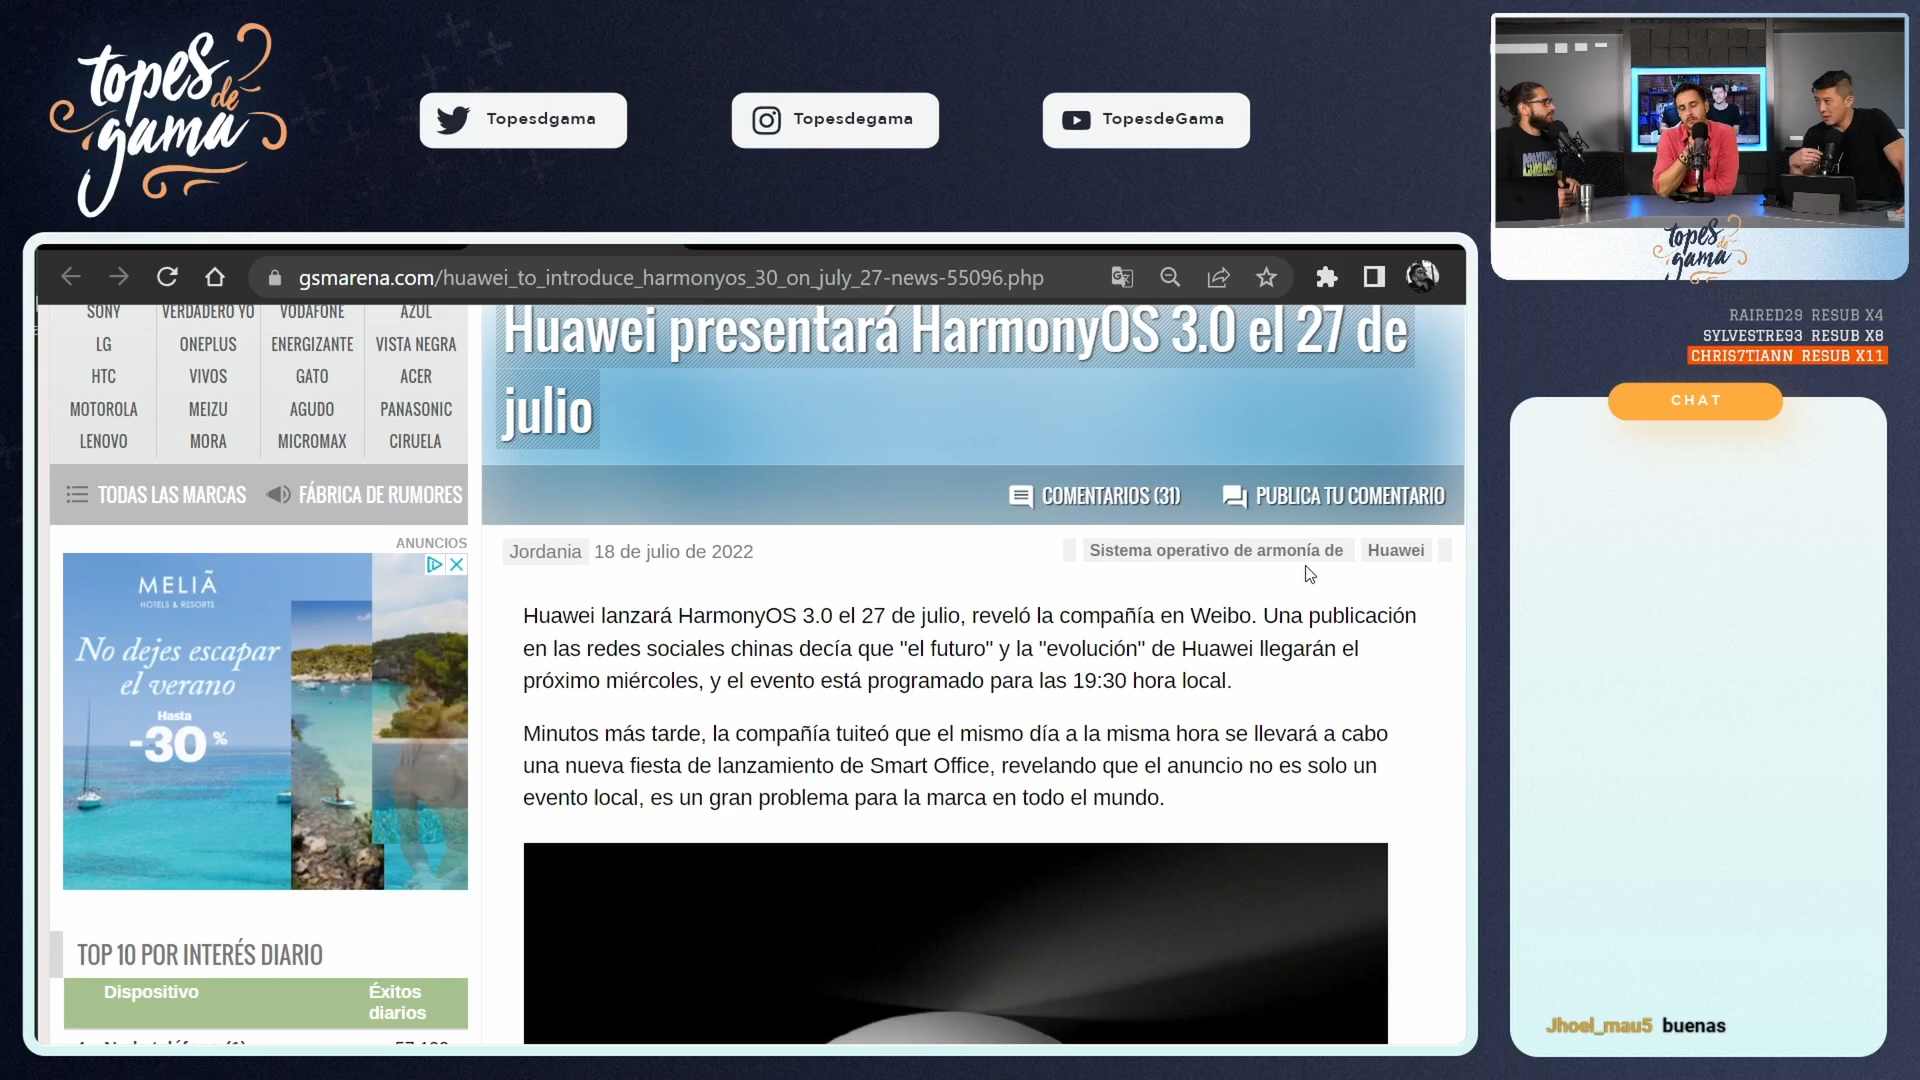 topes de gama
Topesdgama
Topesdegama
TopesdeGama
topes de gama
RAIRED29 RESUB X4
SYLVESTRE93 RESUB X8
CHRIS7TIANN RESUB X11
gsmarena.com/huawei_to_introduce_harmonyos_30_on_july_27-news-55096.php
SONY VERDADERO YO VODAFONE AZUL
LG ONEPLUS ENERGIZANTE VISTA NEGRA
HTC VIVOS GATO ACER
MOTOROLA MEIZU AGUDO PANASONIC
LENOVO MORA MICROMAX CIRUELA
TODAS LAS MARCAS FÁBRICA DE RUMORES
Huawei presentará HarmonyOS 3.0 el 27 de
julio
COMENTARIOS (31) PUBLICA TU COMENTARIO
ANUNCIOS
MELIÃ
HOTELS & RESORTS
No dejes escapar
el verano
Hasta
-30 %
Jordania 18 de julio de 2022
Sistema operativo de armonía de Huawei
Huawei lanzará HarmonyOS 3.0 el 27 de julio, reveló la compañía en Weibo. Una publicación
en las redes sociales chinas decía que "el futuro" y la "evolución" de Huawei llegarán el
próximo miércoles, y el evento está programado para las 19:30 hora local.
Minutos más tarde, la compañía tuiteó que el mismo día a la misma hora se llevará a cabo
una nueva fiesta de lanzamiento de Smart Office, revelando que el anuncio no es solo un
evento local, es un gran problema para la marca en todo el mundo.
TOP 10 POR INTERÉS DIARIO
Dispositivo Éxitos
diarios
CHAT
Jhoel_mau5 buenas